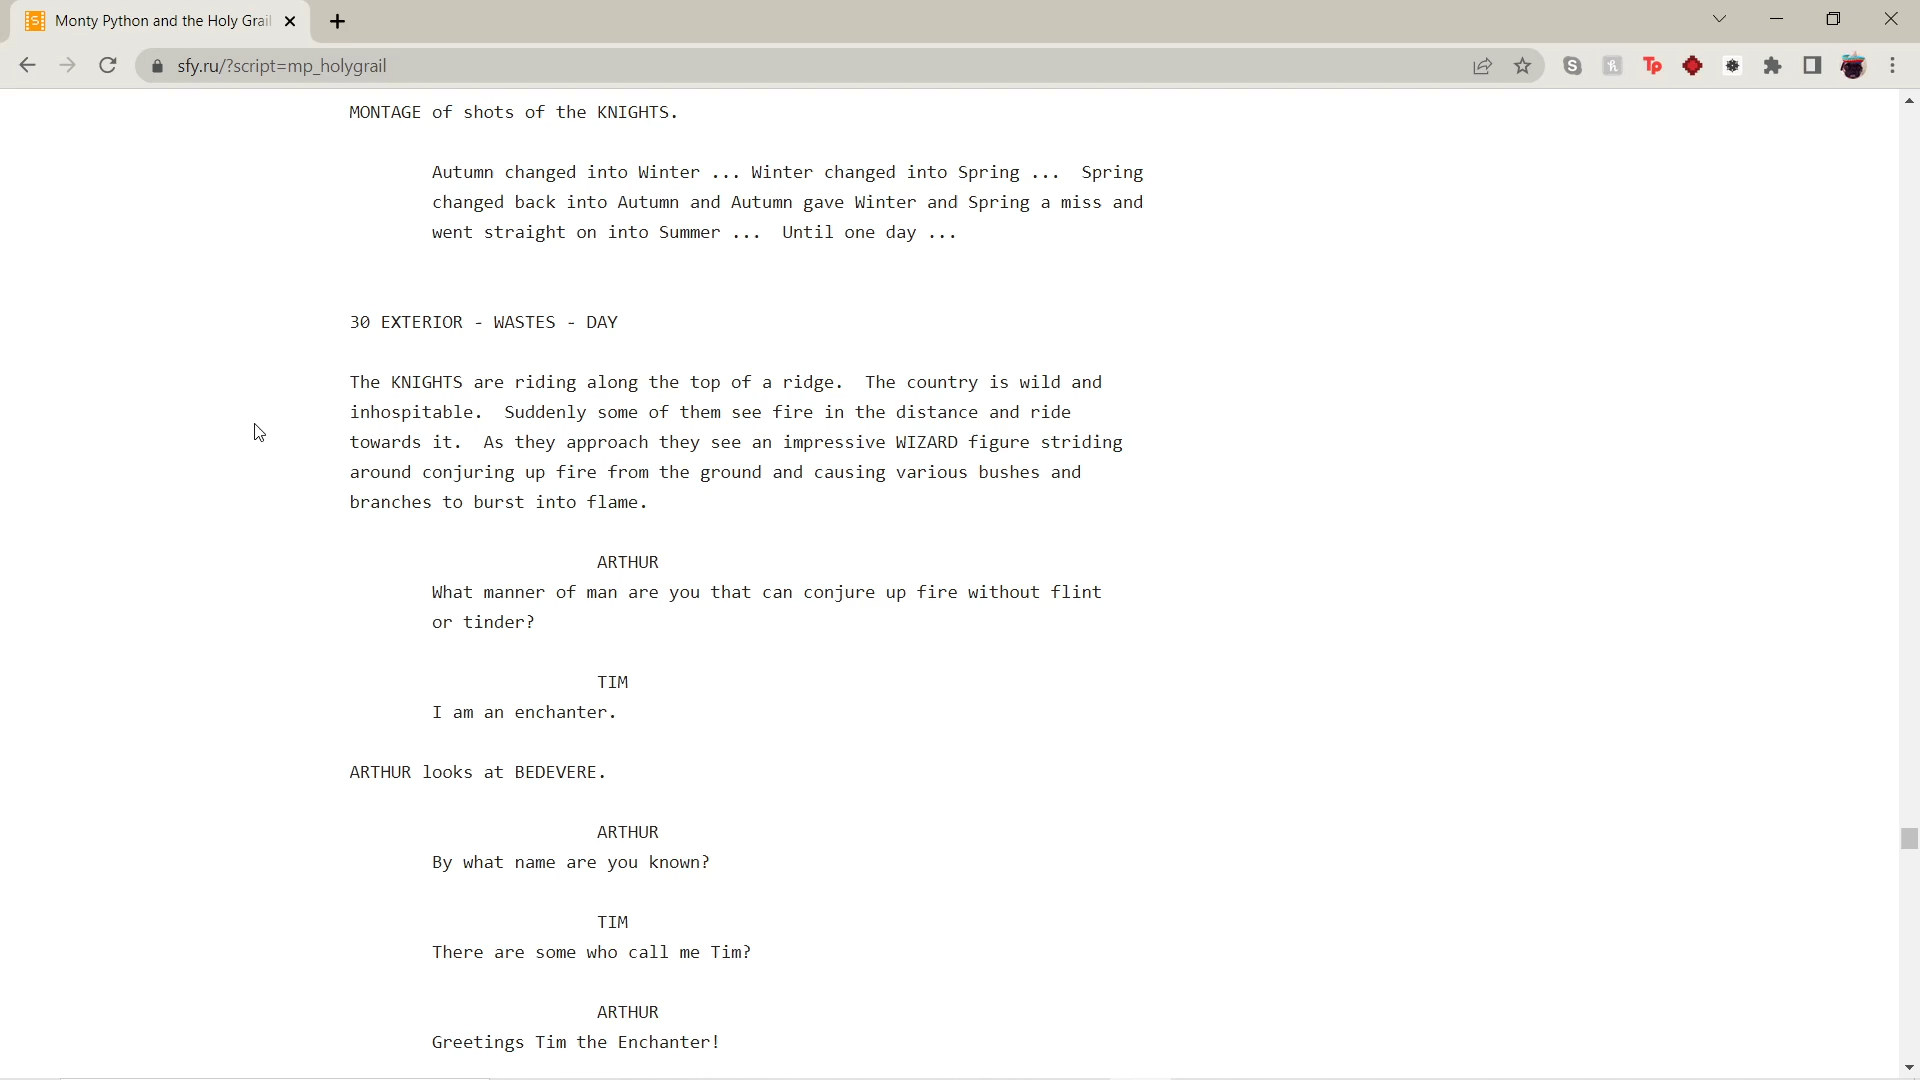 Monty Python and the Holy Grail
sfy.ru/?script=mp_holygrail
MONTAGE of shots of the KNIGHTS.
Autumn changed into Winter ... Winter changed into Spring ...  Spring
changed back into Autumn and Autumn gave Winter and Spring a miss and
went straight on into Summer ...  Until one day ...
30 EXTERIOR - WASTES - DAY
The KNIGHTS are riding along the top of a ridge.  The country is wild and
inhospitable.  Suddenly some of them see fire in the distance and ride
towards it.  As they approach they see an impressive WIZARD figure striding
around conjuring up fire from the ground and causing various bushes and
branches to burst into flame.
ARTHUR
What manner of man are you that can conjure up fire without flint
or tinder?
TIM
I am an enchanter.
ARTHUR looks at BEDEVERE.
ARTHUR
By what name are you known?
TIM
There are some who call me Tim?
ARTHUR
Greetings Tim the Enchanter!